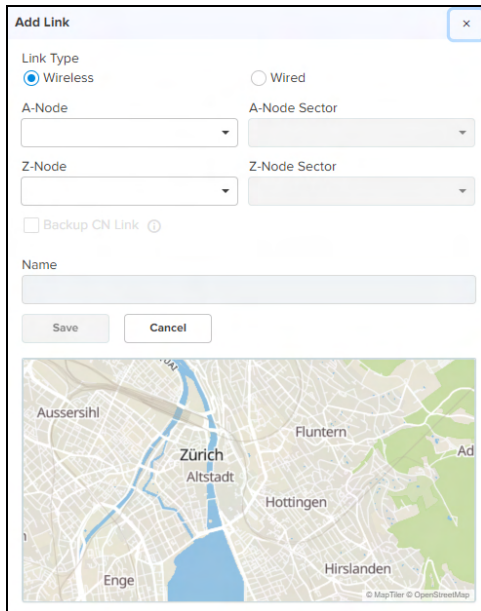 Add Link
×
Link Type
Wireless
Wired
A-Node
A-Node Sector
Z-Node
Z-Node Sector
Backup CN Link
Name
Save
Cancel
Aussersihl
Fluntern
Zürich
Ad
Altstadt
Hottingen
Hirslanden
Enge
© MapTiler © OpenStreetMap